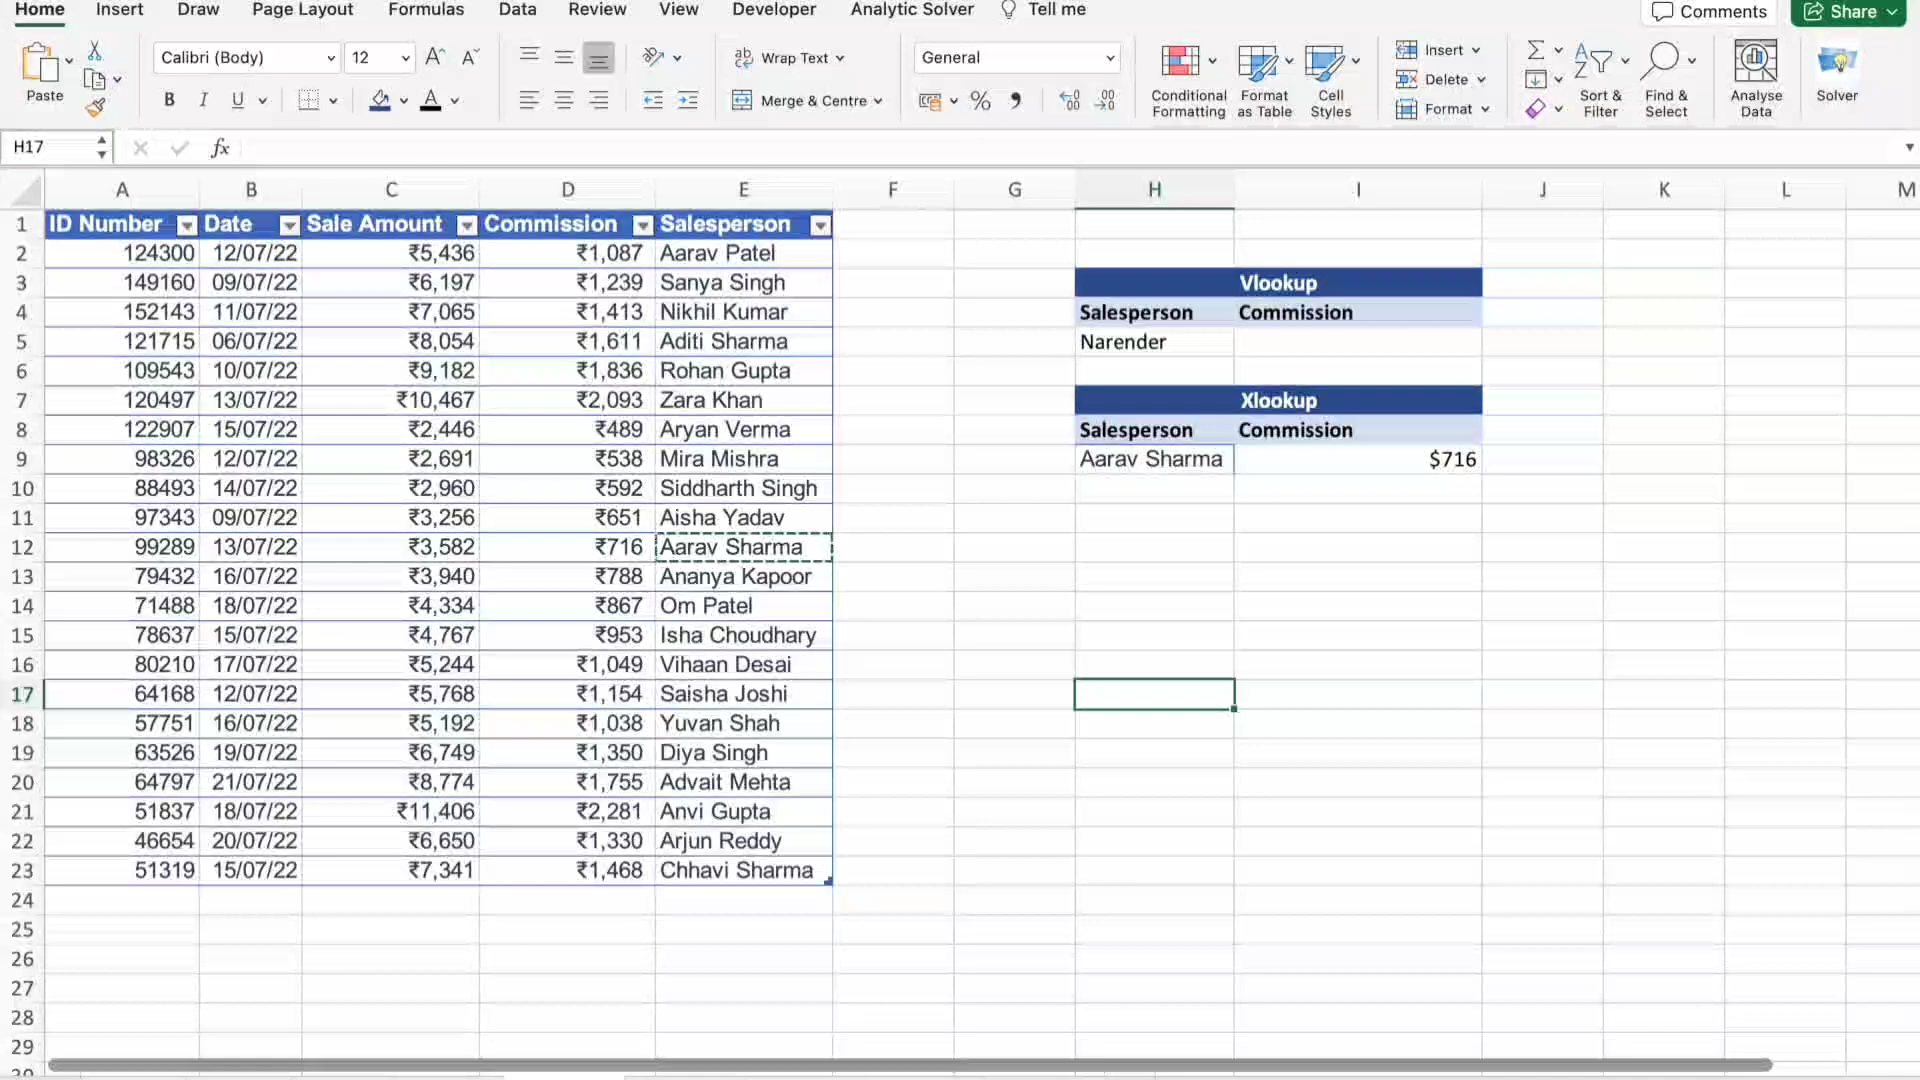 Home Insert Draw Page Layout Formulas Data Review View Developer Analytic Solver Tell me Comments Share
Calibri (Body) 12 A^ Aˇ Wrap Text General Insert
Paste B I U A Merge & Centre % Conditional Formatting Format as Table Cell Styles Delete Format Sort & Filter Find & Select Analyse Data Solver
H17 fx
A B C D E F G H I J K L M
1 ID Number Date Sale Amount Commission Salesperson
2 124300 12/07/22 ₹5,436 ₹1,087 Aarav Patel
3 149160 09/07/22 ₹6,197 ₹1,239 Sanya Singh Vlookup
4 152143 11/07/22 ₹7,065 ₹1,413 Nikhil Kumar Salesperson Commission
5 121715 06/07/22 ₹8,054 ₹1,611 Aditi Sharma Narender
6 109543 10/07/22 ₹9,182 ₹1,836 Rohan Gupta
7 120497 13/07/22 ₹10,467 ₹2,093 Zara Khan Xlookup
8 122907 15/07/22 ₹2,446 ₹489 Aryan Verma Salesperson Commission
9 98326 12/07/22 ₹2,691 ₹538 Mira Mishra Aarav Sharma $716
10 88493 14/07/22 ₹2,960 ₹592 Siddharth Singh
11 97343 09/07/22 ₹3,256 ₹651 Aisha Yadav
12 99289 13/07/22 ₹3,582 ₹716 Aarav Sharma
13 79432 16/07/22 ₹3,940 ₹788 Ananya Kapoor
14 71488 18/07/22 ₹4,334 ₹867 Om Patel
15 78637 15/07/22 ₹4,767 ₹953 Isha Choudhary
16 80210 17/07/22 ₹5,244 ₹1,049 Vihaan Desai
17 64168 12/07/22 ₹5,768 ₹1,154 Saisha Joshi
18 57751 16/07/22 ₹5,192 ₹1,038 Yuvan Shah
19 63526 19/07/22 ₹6,749 ₹1,350 Diya Singh
20 64797 21/07/22 ₹8,774 ₹1,755 Advait Mehta
21 51837 18/07/22 ₹11,406 ₹2,281 Anvi Gupta
22 46654 20/07/22 ₹6,650 ₹1,330 Arjun Reddy
23 51319 15/07/22 ₹7,341 ₹1,468 Chhavi Sharma
24
25
26
27
28
29